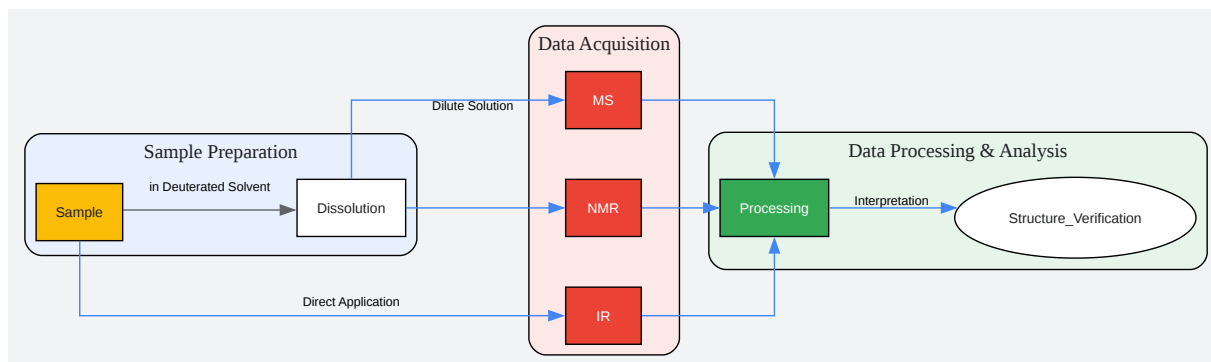 Data Acquisition
MS
Dilute Solution
Sample Preparation
Data Processing & Analysis
in Deuterated Solvent
Sample
Dissolution
NMR
Processing
Interpretation
Structure_Verification
Direct Application
IR